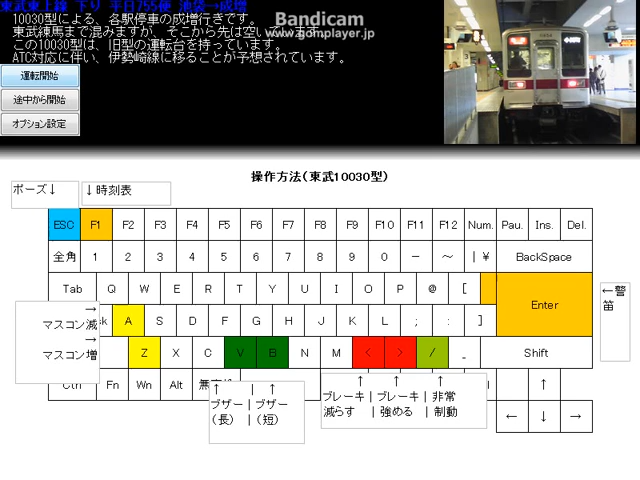 東武東上線 下り 平日755便 池袋→成増
10030型による、各駅停車の成増行きです。
東武練馬まで混みますが、そこから先は空いています。
この10030型は、旧型の運転台を持っています。
ATC対応に伴い、伊勢崎線に移ることが予想されています。
Bandicam
www.gomplayer.jp
運転開始
途中から開始
オプション設定
操作方法(東武10030型)
ポーズ↓
↓時刻表
ESC F1 F2 F3 F4 F5 F6 F7 F8 F9 F10 F11 F12 Num. Pau. Ins. Del.
全角 1 2 3 4 5 6 7 8 9 0 － ～ |¥ BackSpace
Tab Q W E R T Y U I O P @ [ Enter
←警笛
→
マスコン減
A S D F G H J K L ; : ]
→
マスコン増
Z X C V B N M < > / _ Shift
Ctrl Fn Wn Alt ↑
← ↓ →
↑ | ↑
ブザー | ブザー
(長) | (短)
↑ ↑ ↑
ブレーキ | ブレーキ | 非常
減らす | 強める | 制動